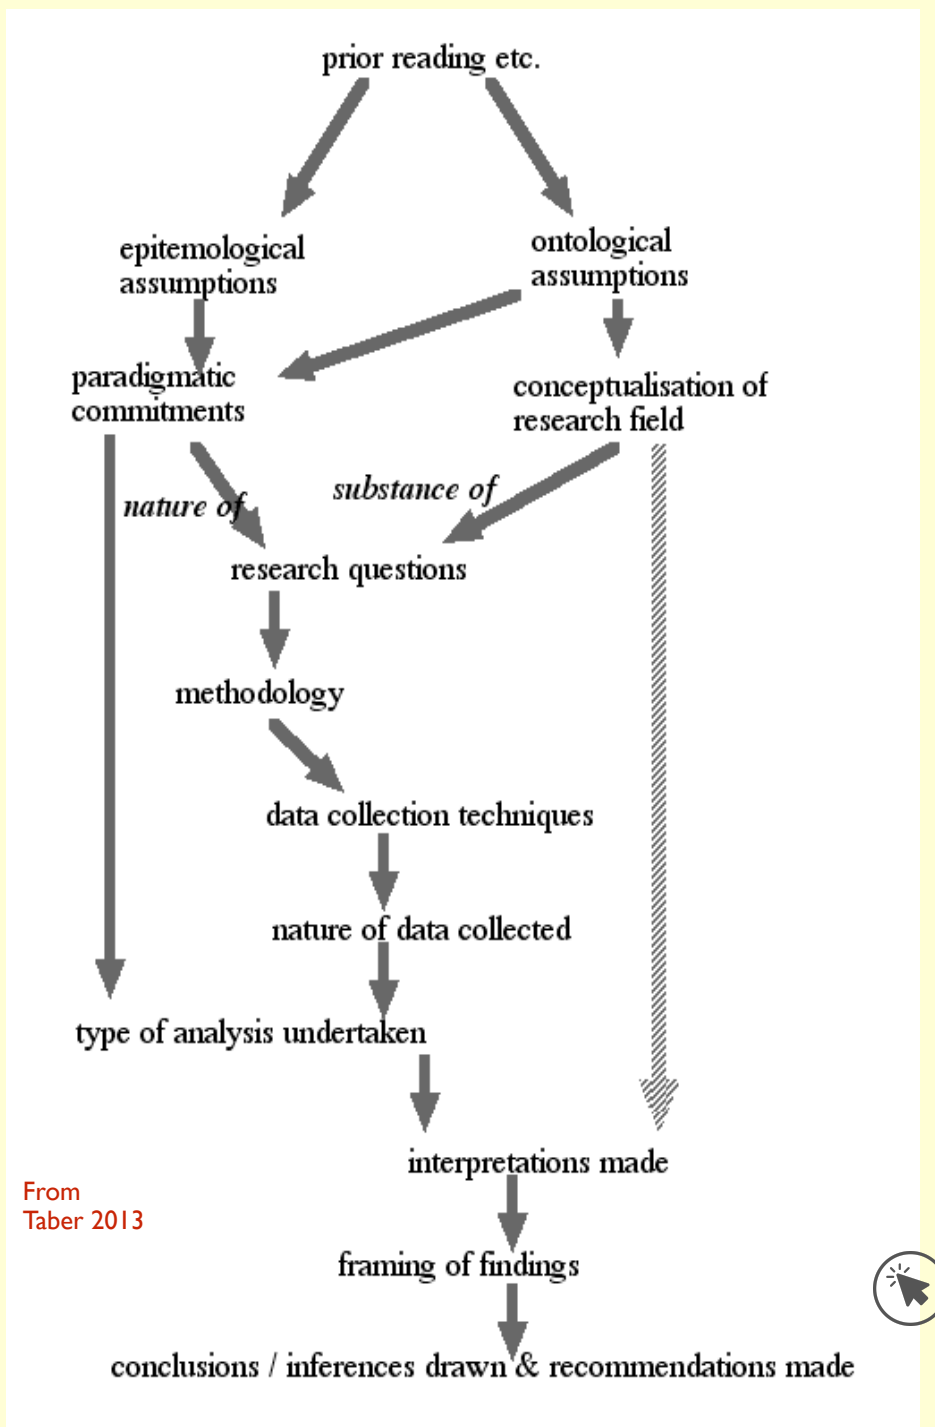 prior reading etc.
epitemological
assumptions
ontological
assumptions
paradigmatic
commitments
conceptualisation of
research field
nature of
substance of
research questions
methodology
data collection techniques
nature of data collected
type of analysis undertaken
interpretations made
From
Taber 2013
framing of findings
conclusions / inferences drawn & recommendations made